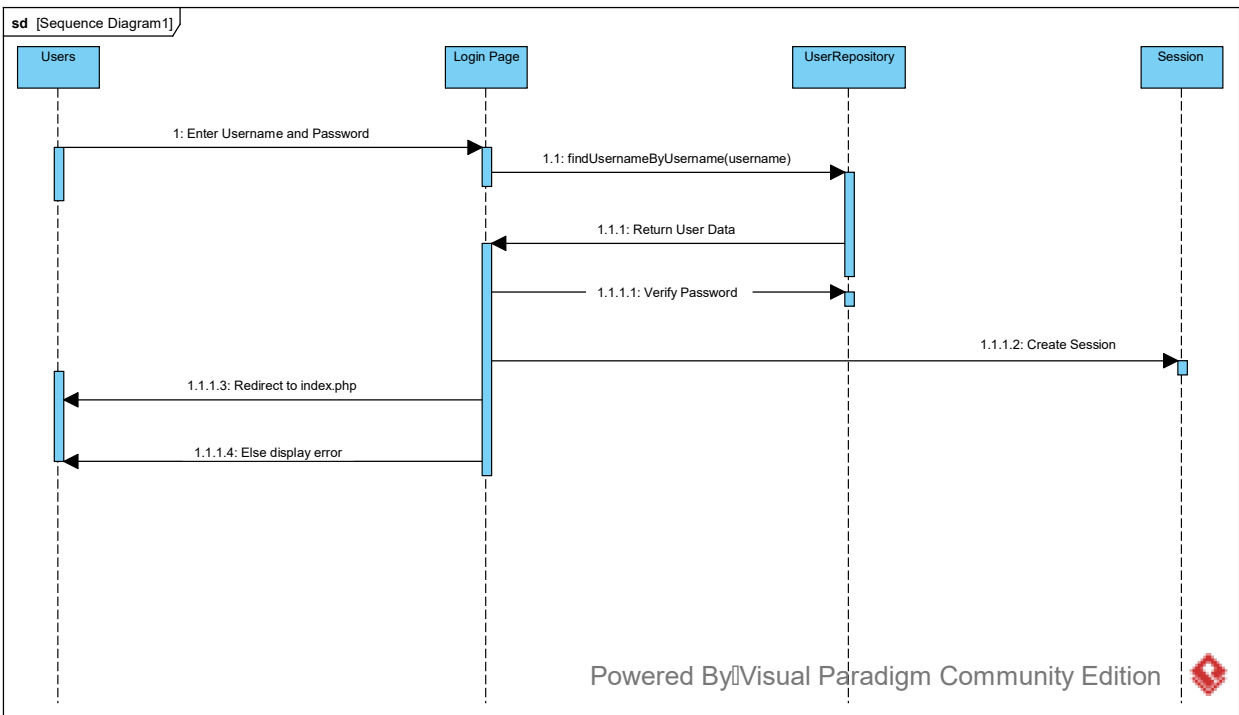 sd [Sequence Diagram1]
Users
Login Page
UserRepository
Session
1: Enter Username and Password
1.1: findUsernameByUsername(username)
1.1.1: Return User Data
1.1.1.1: Verify Password
1.1.1.2: Create Session
1.1.1.3: Redirect to index.php
1.1.1.4: Else display error
Powered By Visual Paradigm Community Edition